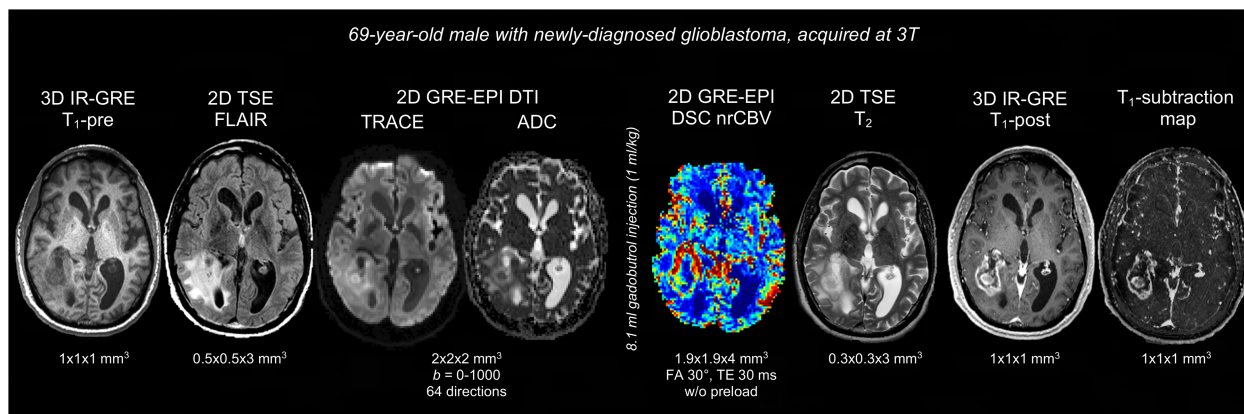 69-year-old male with newly-diagnosed glioblastoma, acquired at 3T
3D IR-GRE
T₁-pre
1x1x1 mm³
2D TSE
FLAIR
0.5x0.5x3 mm³
2D GRE-EPI DTI
TRACE
ADC
2x2x2 mm³
b = 0-1000
64 directions
8.1 ml gadobutrol injection (1 ml/kg)
2D GRE-EPI
DSC nrCBV
1.9x1.9x4 mm³
FA 30°, TE 30 ms
w/o preload
2D TSE
T₂
0.3x0.3x3 mm³
3D IR-GRE
T₁-post
1x1x1 mm³
T₁-subtraction
map
1x1x1 mm³